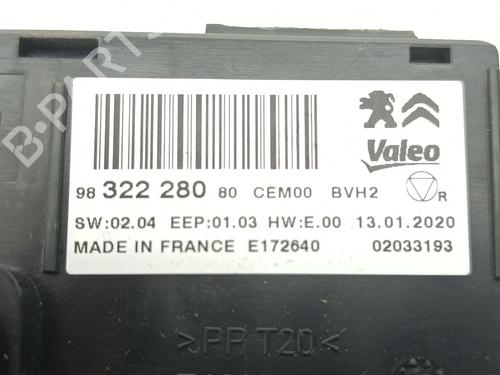 B-PARTS
Valeo
98 322 280 80 CEM00 BVH2 R
SW:02.04 EEP:01.03 HW:E.00 13.01.2020
MADE IN FRANCE E172640 02033193
>PP T20<